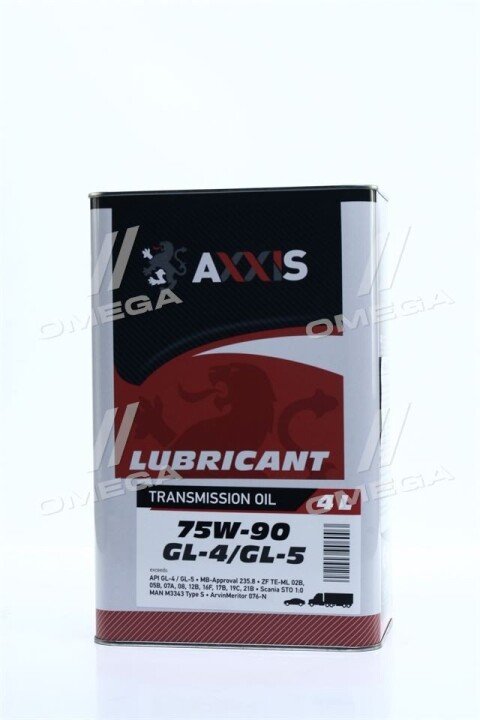 AXXIS
LUBRICANT
TRANSMISSION OIL 4L
75W-90
GL-4/GL-5
exceeds
API GL-4 / GL-5 • MB-Approval 235.8 • ZF TE-ML 02B,
05B, 07A, 08, 12B, 16F, 17B, 19C, 21B • Scania STO 1:0
MAN M3343 Type S • ArvinMeritor 076-N
OMEGA
OMEGA
OMEGA
OMEGA